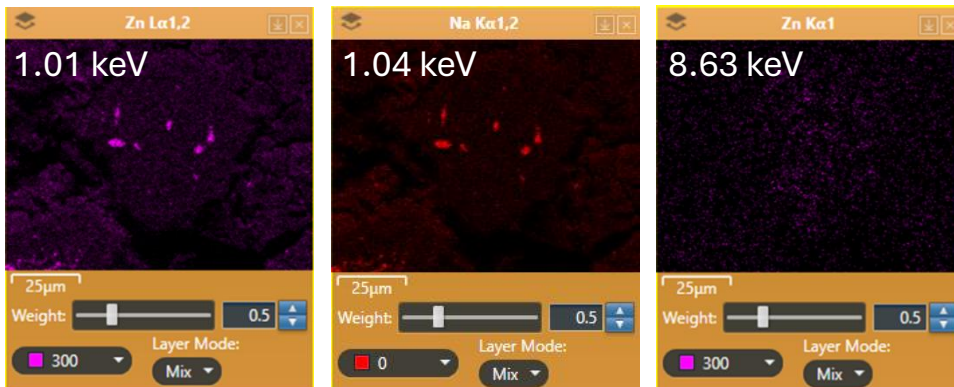 Zn Lα1,2
1.01 keV
25µm
Weight: 0.5
300
Layer Mode:
Mix
Na Kα1,2
1.04 keV
25µm
Weight: 0.5
0
Layer Mode:
Mix
Zn Kα1
8.63 keV
25µm
Weight: 0.5
300
Layer Mode:
Mix